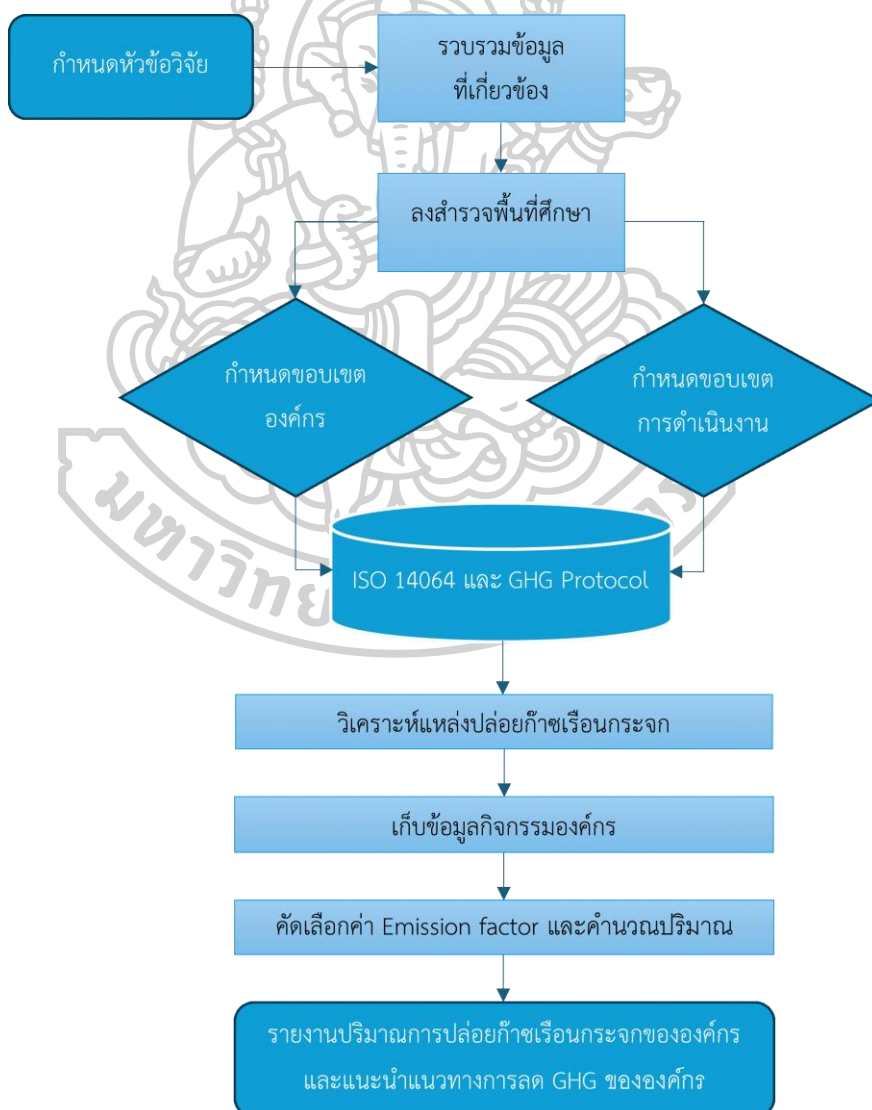 กำหนดหัวข้อวิจัย
รวบรวมข้อมูล
ที่เกี่ยวข้อง
ลงสำรวจพื้นที่ศึกษา
กำหนดขอบเขต
องค์กร
กำหนดขอบเขต
การดำเนินงาน
ISO 14064 และ GHG Protocol
วิเคราะห์แหล่งปล่อยก๊าซเรือนกระจก
เก็บข้อมูลกิจกรรมองค์กร
คัดเลือกค่า Emission factor และคำนวณปริมาณ
รายงานปริมาณการปล่อยก๊าซเรือนกระจกขององค์กร
และแนะนำแนวทางการลด GHG ขององค์กร